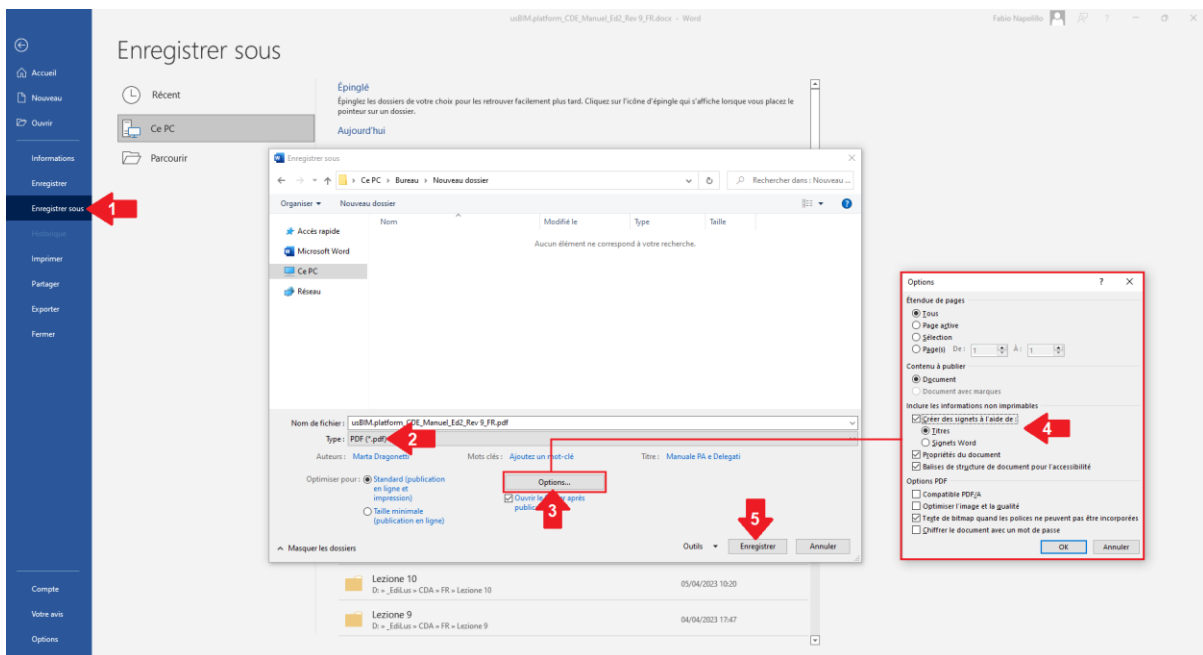 usBIM.platform_CDE_Manuel_Ed2_Rev 9_FR.docx - Word
Fabio Napolillo
?
Enregistrer sous
Accueil
Nouveau
Ouvrir
Informations
Enregistrer
Enregistrer sous
1
Historique
Imprimer
Partager
Exporter
Fermer
Compte
Votre avis
Options
Récent
Ce PC
Parcourir
Épinglé
Épinglez les dossiers de votre choix pour les retrouver facilement plus tard. Cliquez sur l'icône d'épingle qui s'affiche lorsque vous placez le
pointeur sur un dossier.
Aujourd'hui
Enregistrer sous
Ce PC > Bureau > Nouveau dossier
Rechercher dans : Nouveau ...
Organiser
Nouveau dossier
?
Nom Modifié le Type Taille
Aucun élément ne correspond à votre recherche.
Accès rapide
Microsoft Word
Ce PC
Réseau
Nom de fichier : usBIM.platform_CDE_Manuel_Ed2_Rev 9_FR.pdf
Type : PDF (*.pdf)
2
Auteurs : Marta Dragonetti Mots clés : Ajoutez un mot-clé Titre : Manuale PA e Delegati
Optimiser pour : Standard (publication
en ligne et
impression)
Taille minimale
(publication en ligne)
Options...
3
Ouvrir le après
5
Masquer les dossiers
Outils Enregistrer Annuler
Lezione 10
D: » _EdiLus » CDA » FR » Lezione 10
05/04/2023 10:20
Lezione 9
D: » _EdiLus » CDA » FR » Lezione 9
04/04/2023 17:47
Options ?
Étendue de pages
Tous
Page active
Sélection
Page(s) De : 1 À : 1
Contenu à publier
Document
Document avec marques
Inclure les informations non imprimables
Créer des signets à l'aide de :
Titres
4
Signets Word
Propriétés du document
Balises de structure de document pour l'accessibilité
Options PDF
Compatible PDF/A
Optimiser l'image et la qualité
Texte de bitmap quand les polices ne peuvent pas être incorporées
Chiffrer le document avec un mot de passe
OK Annuler